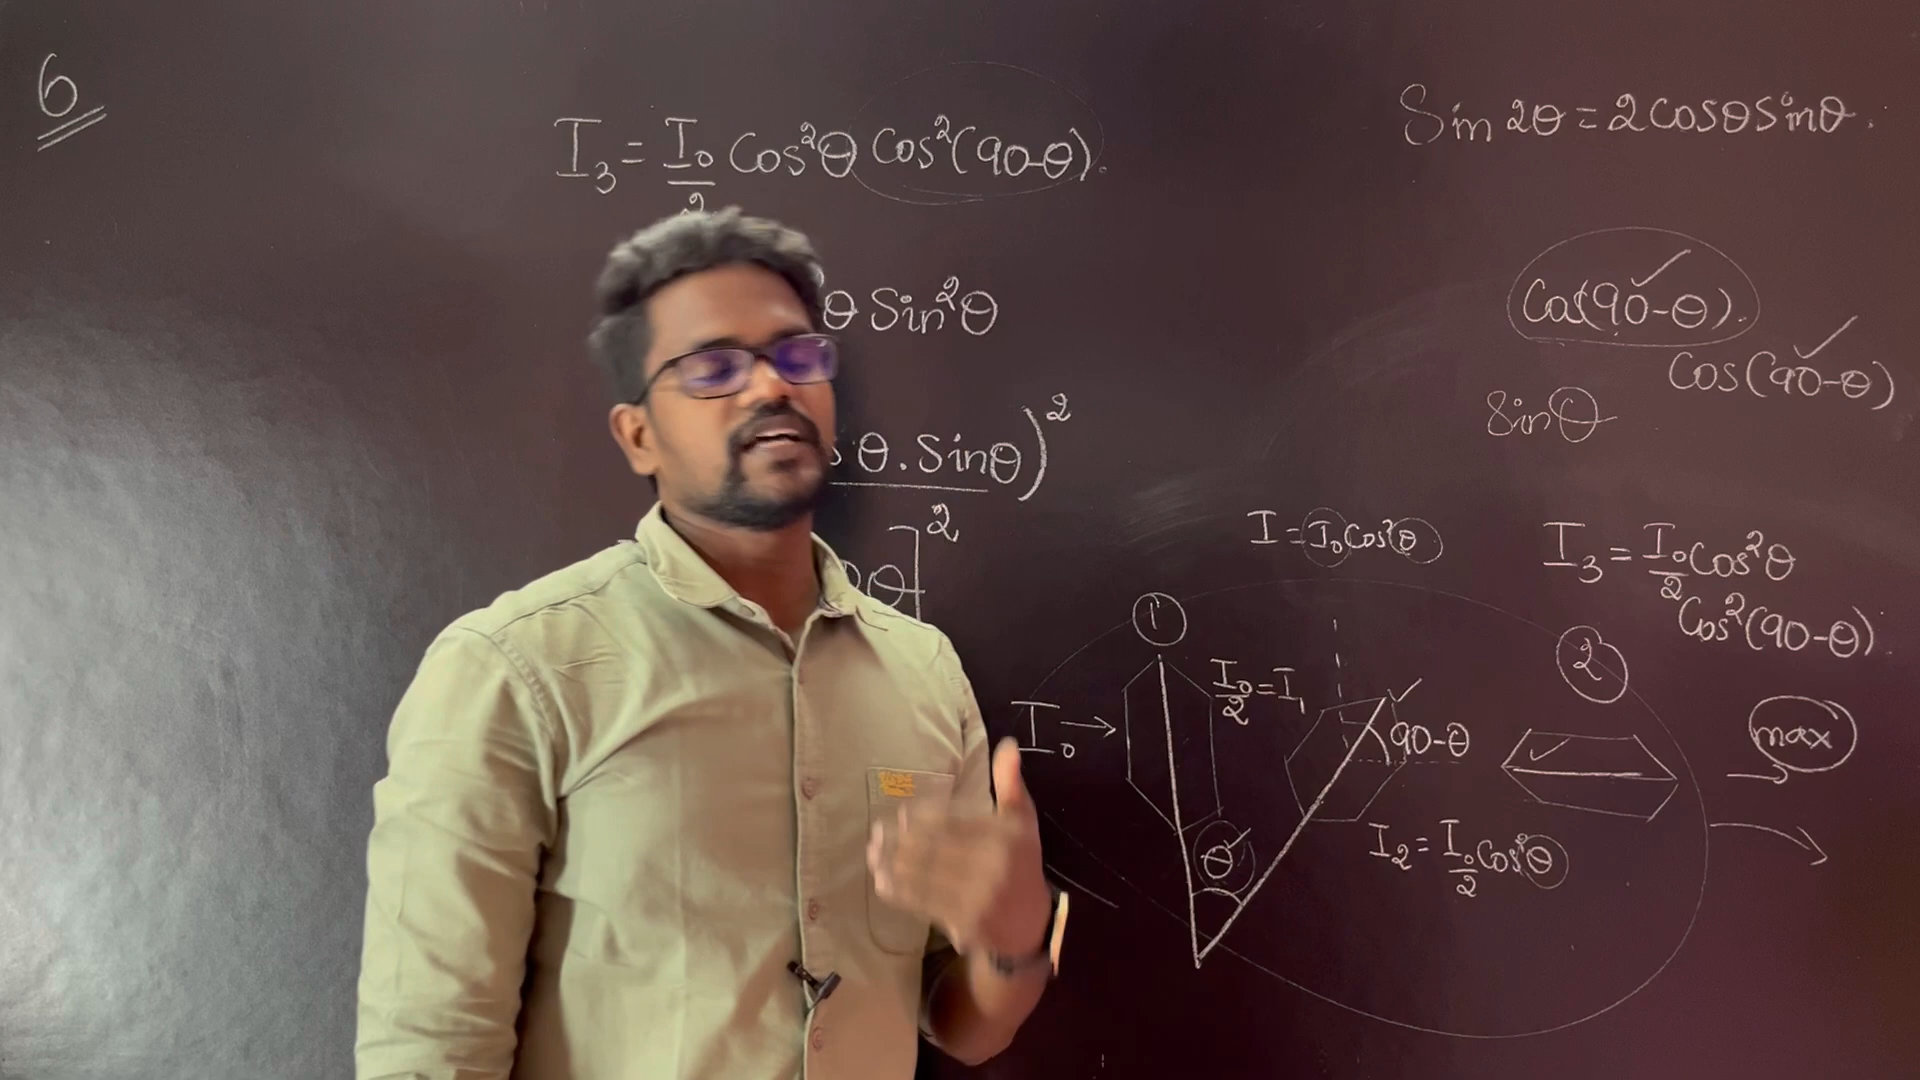 6
I₃ = I₀/2 Cos²θ Cos²(90-θ).
θ Sin²θ
θ . Sinθ)²
θ]²
Sin 2θ = 2 cosθ sinθ.
Cos(90-θ).
Cos(90-θ)
Sinθ
I = I₀Cos²θ
I₃ = I₀/2 Cos²θ
Cos²(90-θ).
1
2
I₀ →
I₀/2 = I₁
90-θ
max
θ
I₂ = I₀/2 Cos²θ